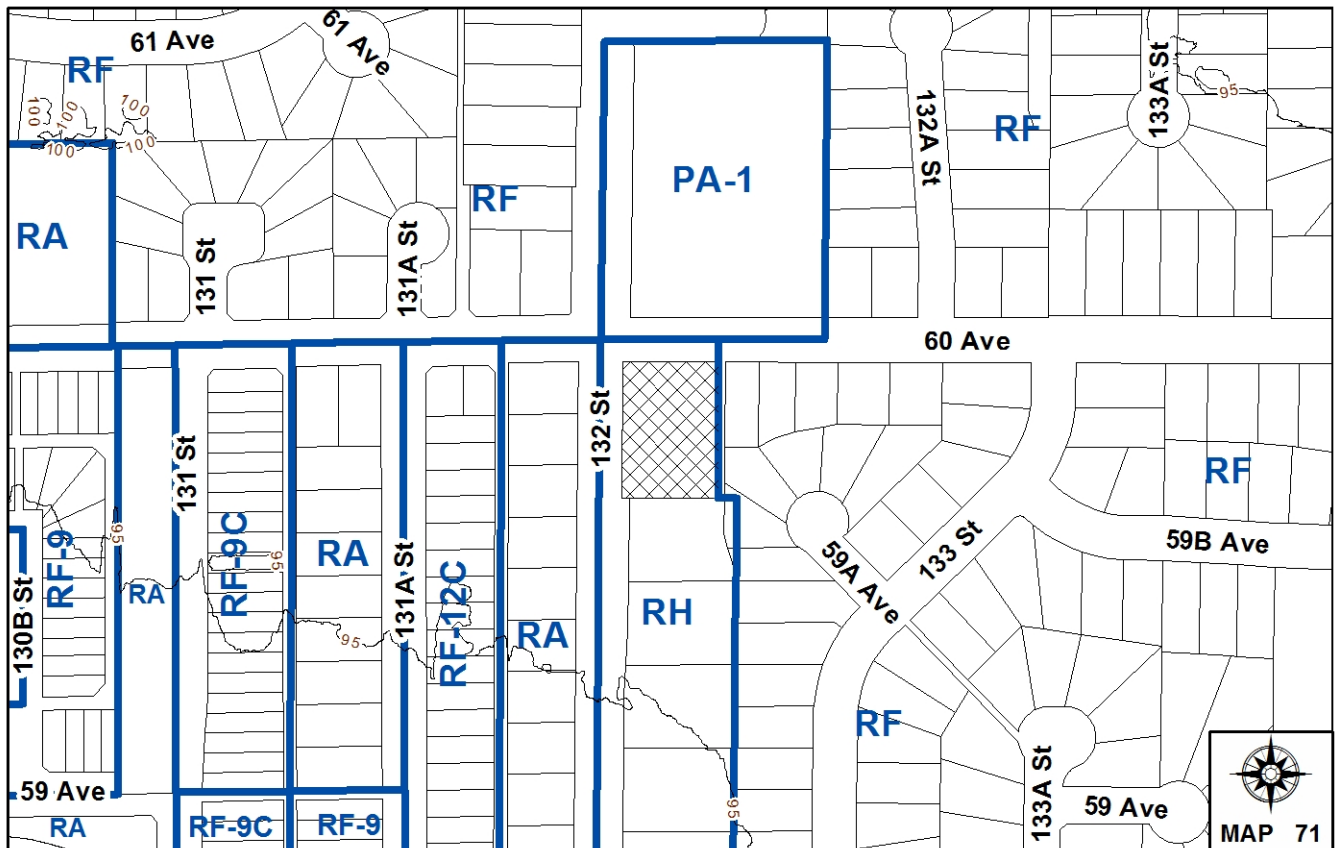 61 Ave
61 Ave
RF
100
100
100
100
100
RA
131 St
131A St
RF
PA-1
132A St
RF
133A St
95
60 Ave
131 St
132 St
RF-9
95
RA
RF-9C
95
RA
95
131A St
RF-12C
RA
RH
130B St
59A Ave
133 St
RF
59B Ave
RF
133A St
59 Ave
59 Ave
RA
RF-9C
RF-9
95
MAP 71